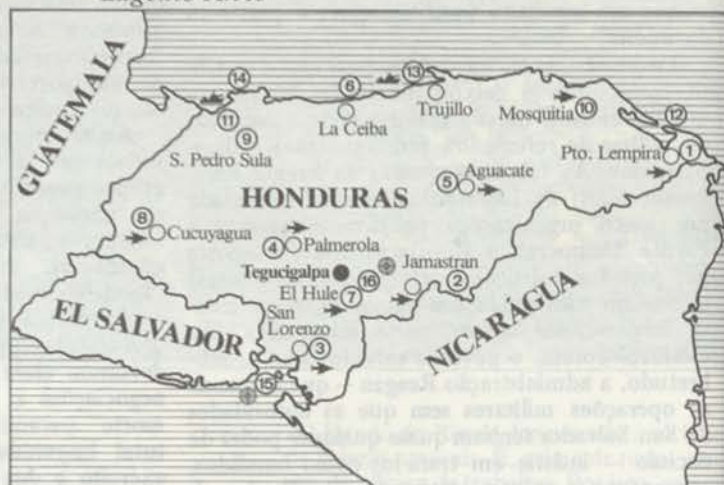 GUATEMALA
14
6
13
11
9
S. Pedro Sula
La Ceiba
Trujillo
Mosquitia
10
12
Pto. Lempira
1
HONDURAS
5
Aguacate
8
Cucuyagua
4
Palmerola
Tegucigalpa
16
Jamastran
2
El Hule
7
San
Lorenzo
3
EL SALVADOR
NICARÁGUA
15